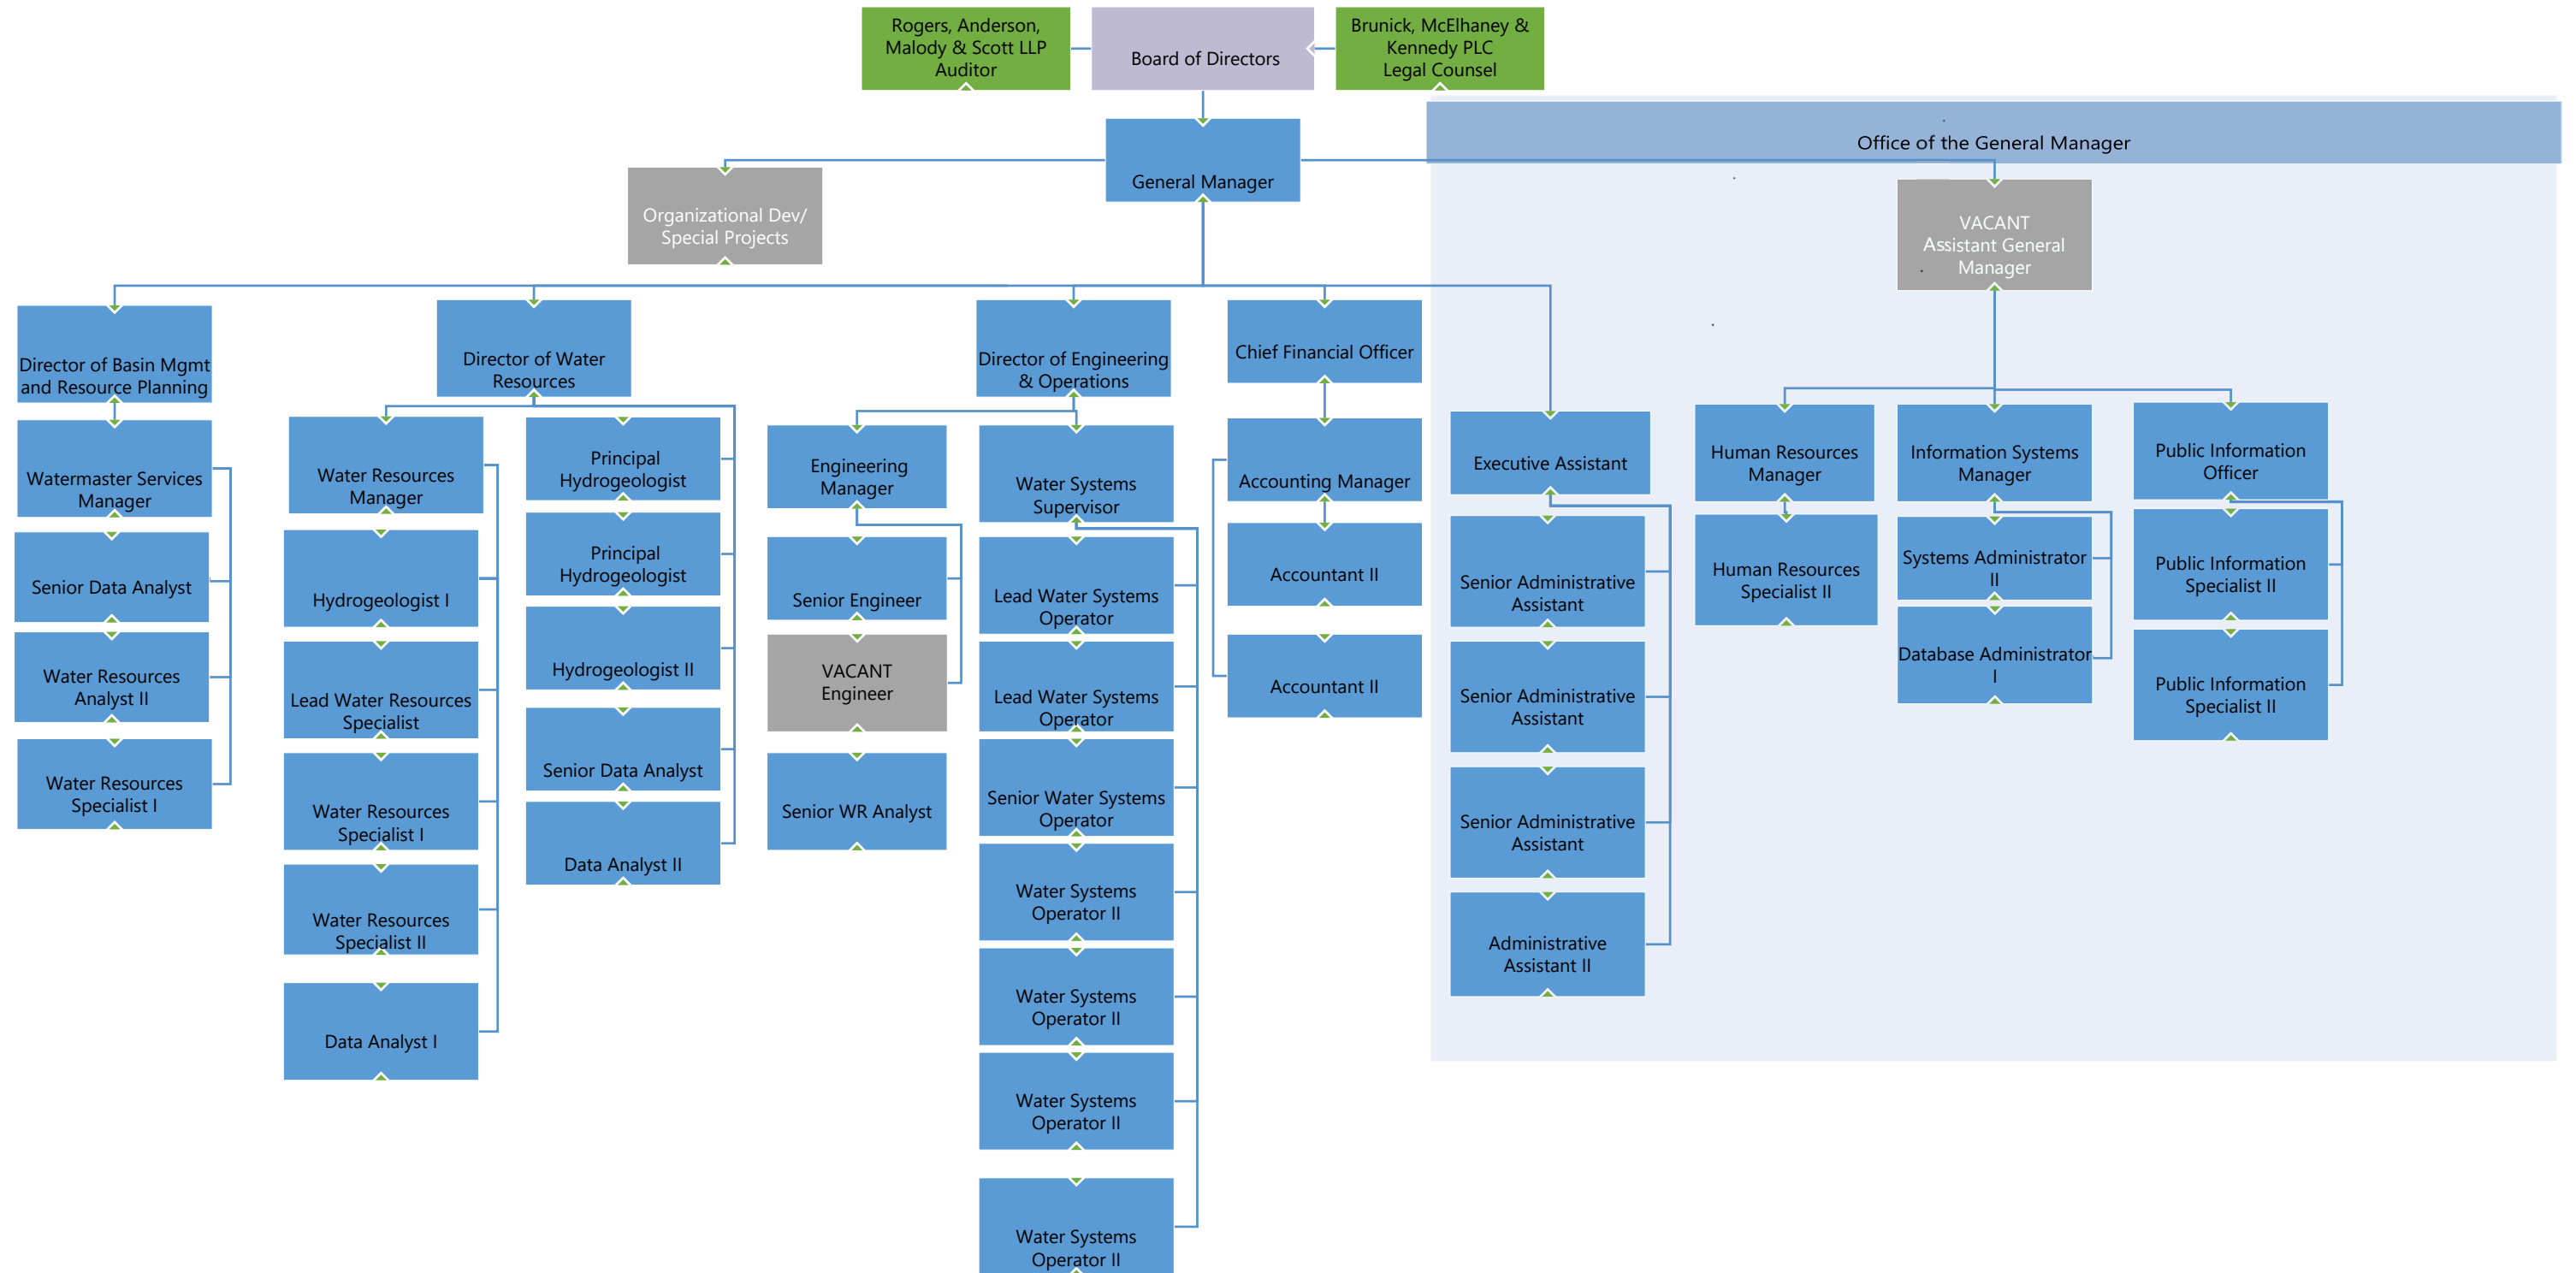 Rogers, Anderson,
Malody & Scott LLP
Auditor
Board of Directors
Brunick, McElhaney &
Kennedy PLC
Legal Counsel
Office of the General Manager
General Manager
Organizational Dev/
Special Projects
VACANT
Assistant General
Manager
Director of Basin Mgmt
and Resource Planning
Director of Water
Resources
Director of Engineering
& Operations
Chief Financial Officer
Watermaster Services
Manager
Senior Data Analyst
Water Resources
Analyst II
Water Resources
Specialist I
Water Resources
Manager
Hydrogeologist I
Lead Water Resources
Specialist
Water Resources
Specialist I
Water Resources
Specialist II
Data Analyst I
Principal
Hydrogeologist
Principal
Hydrogeologist
Hydrogeologist II
Senior Data Analyst
Data Analyst II
Engineering
Manager
Senior Engineer
VACANT
Engineer
Senior WR Analyst
Water Systems
Supervisor
Lead Water Systems
Operator
Lead Water Systems
Operator
Senior Water Systems
Operator
Water Systems
Operator II
Water Systems
Operator II
Water Systems
Operator II
Water Systems
Operator II
Accounting Manager
Accountant II
Accountant II
Executive Assistant
Senior Administrative
Assistant
Senior Administrative
Assistant
Senior Administrative
Assistant
Administrative
Assistant II
Human Resources
Manager
Human Resources
Specialist II
Information Systems
Manager
Systems Administrator
II
Database Administrator
I
Public Information
Officer
Public Information
Specialist II
Public Information
Specialist II